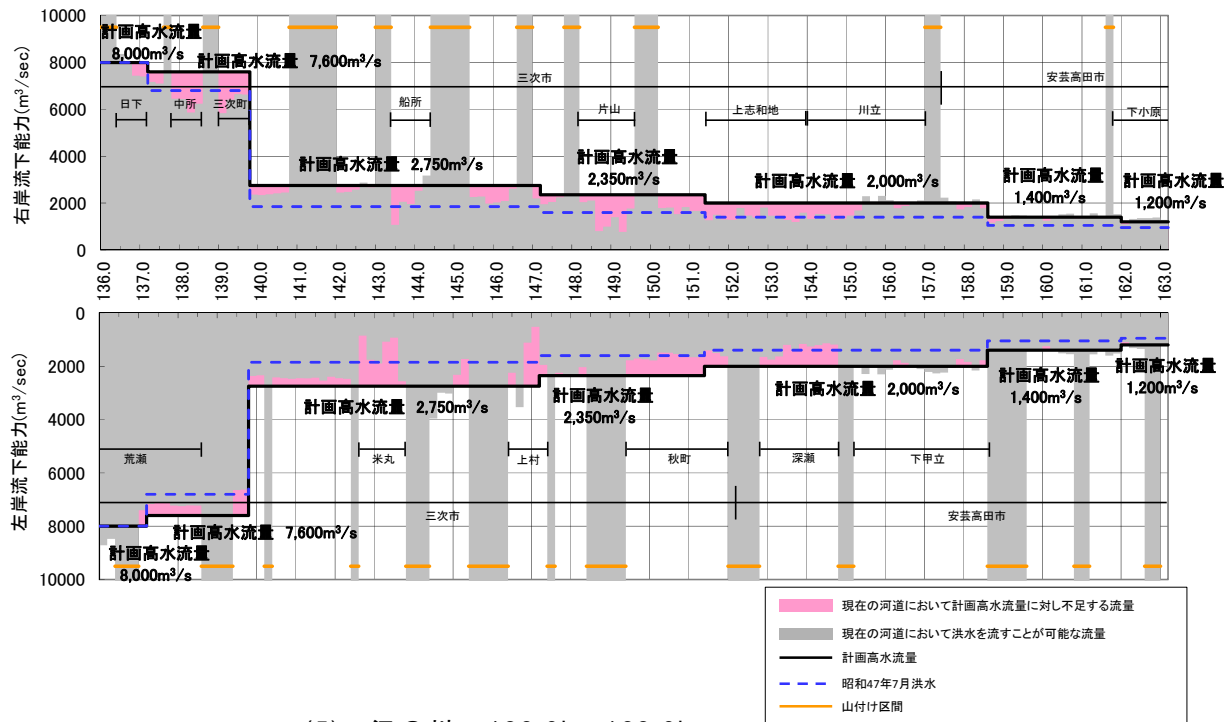 右岸流下能力(m³/sec)
10000
8000
6000
4000
2000
0
計画高水流量
8,000m³/s
計画高水流量 7,600m³/s
三次市
安芸高田市
日下
中所
三次町
船所
片山
上志和地
川立
下小原
計画高水流量 2,750m³/s
計画高水流量
2,350m³/s
計画高水流量 2,000m³/s
計画高水流量
1,400m³/s
計画高水流量
1,200m³/s
136.0
137.0
138.0
139.0
140.0
141.0
142.0
143.0
144.0
145.0
146.0
147.0
148.0
149.0
150.0
151.0
152.0
153.0
154.0
155.0
156.0
157.0
158.0
159.0
160.0
161.0
162.0
163.0
左岸流下能力(m³/sec)
0
2000
4000
6000
8000
10000
計画高水流量 2,750m³/s
計画高水流量
2,350m³/s
計画高水流量 2,000m³/s
計画高水流量
1,400m³/s
計画高水流量
1,200m³/s
荒瀬
米丸
上村
秋町
深瀬
下甲立
三次市
安芸高田市
計画高水流量 7,600m³/s
計画高水流量
8,000m³/s
現在の河道において計画高水流量に対し不足する流量
現在の河道において洪水を流すことが可能な流量
計画高水流量
昭和47年7月洪水
山付け区間